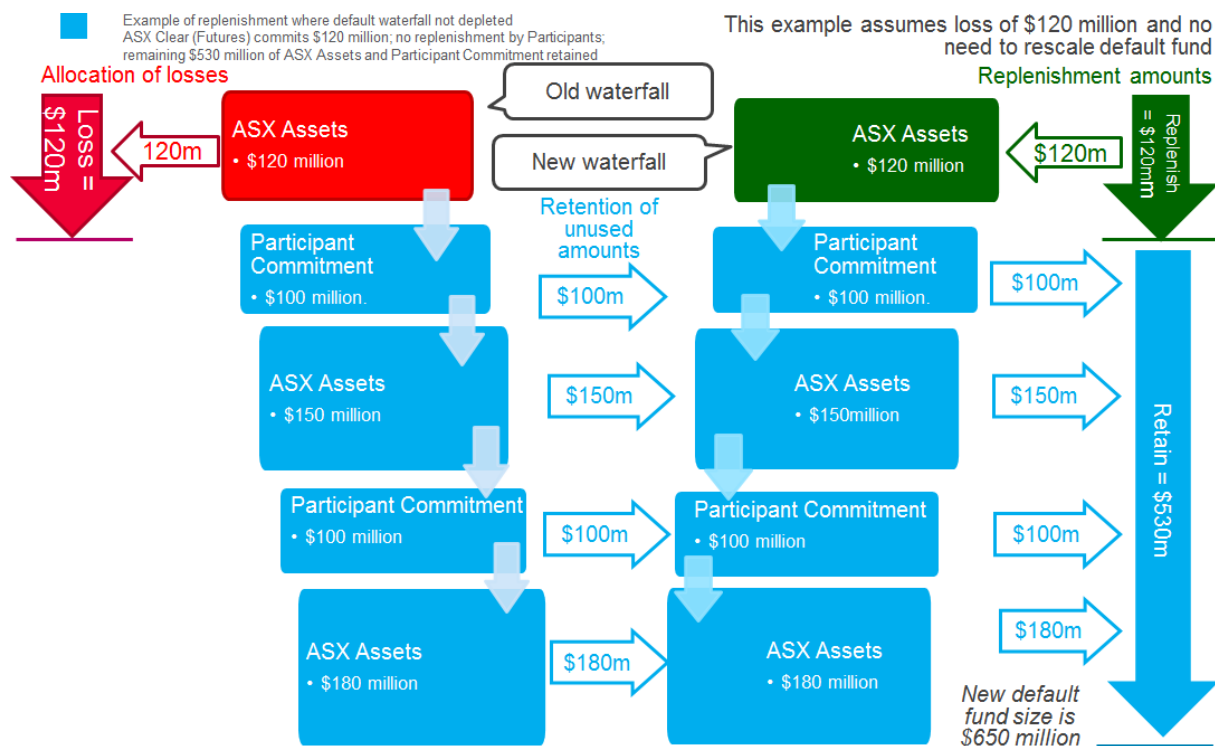 Example of replenishment where default waterfall not depleted
ASX Clear (Futures) commits $120 million; no replenishment by Participants;
remaining $530 million of ASX Assets and Participant Commitment retained
This example assumes loss of $120 million and no
need to rescale default fund
Allocation of losses
Replenishment amounts
Old waterfall
New waterfall
Loss =
$120m
120m
ASX Assets
• $120 million
ASX Assets
• $120 million
$120m
Replenish
= $120mm
Retention of
unused
amounts
Participant
Commitment
• $100 million.
$100m
Participant
Commitment
• $100 million.
$100m
ASX Assets
• $150 million
$150m
ASX Assets
• $150million
$150m
Retain = $530m
Participant Commitment
• $100 million
$100m
Participant Commitment
• $100 million
$100m
ASX Assets
• $180 million
$180m
ASX Assets
• $180 million
$180m
New default
fund size is
$650 million